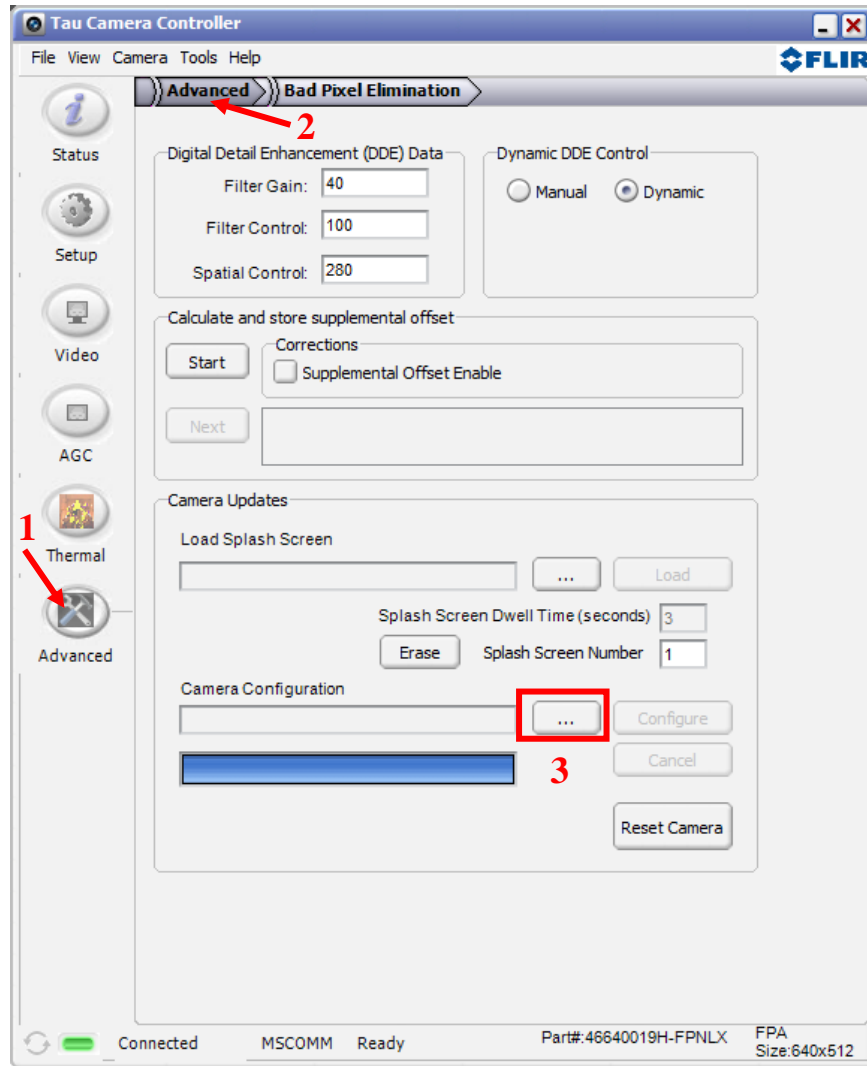 Tau Camera Controller
File View Camera Tools Help
FLIR
Advanced Bad Pixel Elimination
2
Status
Setup
Video
AGC
Thermal
1
Advanced
Digital Detail Enhancement (DDE) Data
Filter Gain: 40
Filter Control: 100
Spatial Control: 280
Dynamic DDE Control
Manual Dynamic
Calculate and store supplemental offset
Start
Corrections
Supplemental Offset Enable
Next
Camera Updates
Load Splash Screen
... Load
Splash Screen Dwell Time (seconds) 3
Erase Splash Screen Number 1
Camera Configuration
... Configure
3
Cancel
Reset Camera
Connected MSCOMM Ready Part#:46640019H-FPNLX FPA
Size:640x512